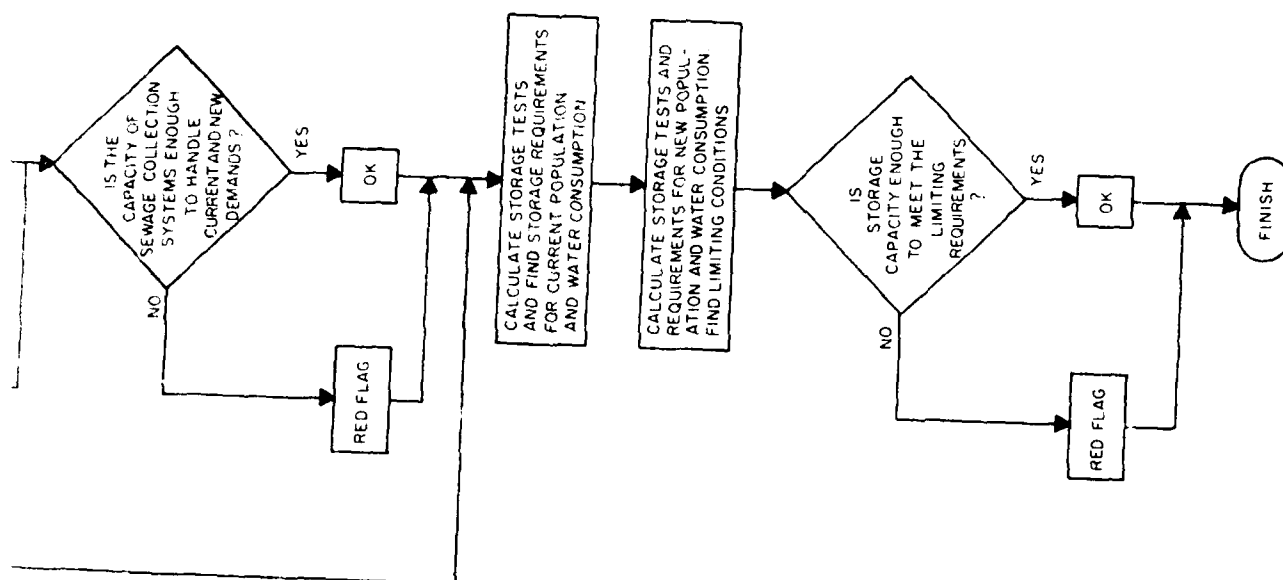 IS THE
CAPACITY OF
SEWAGE COLLECTION
SYSTEMS ENOUGH
TO HANDLE
CURRENT AND NEW
DEMANDS ?
YES
NO
OK
RED FLAG
CALCULATE STORAGE TESTS
AND FIND STORAGE REQUIREMENTS
FOR CURRENT POPULATION
AND WATER CONSUMPTION
CALCULATE STORAGE TESTS AND
REQUIREMENTS FOR NEW POPUL-
ATION AND WATER CONSUMPTION
FIND LIMITING CONDITIONS
IS
STORAGE
CAPACITY ENOUGH
TO MEET THE
LIMITING
REQUIREMENTS
?
YES
NO
OK
RED FLAG
FINISH